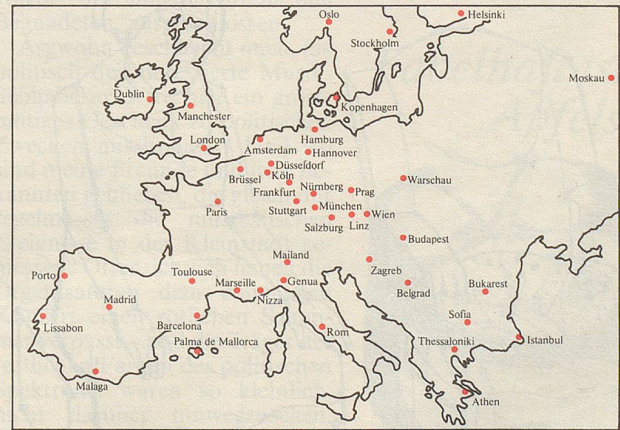 Oslo
Helsinki
Stockholm
Moskau
Dublin
Manchester
Kopenhagen
London
Hamburg
Amsterdam
Hannover
Düsseldorf
Brüssel
Köln
Frankfurt
Nürnberg
Prag
Warschau
Paris
Stuttgart
München
Wien
Salzburg
Linz
Budapest
Mailand
Zagreb
Porto
Toulouse
Marseille
Genua
Belgrad
Bukarest
Madrid
Nizza
Lissabon
Barcelona
Rom
Sofia
Istanbul
Palma de Mallorca
Thessaloniki
Malaga
Athen